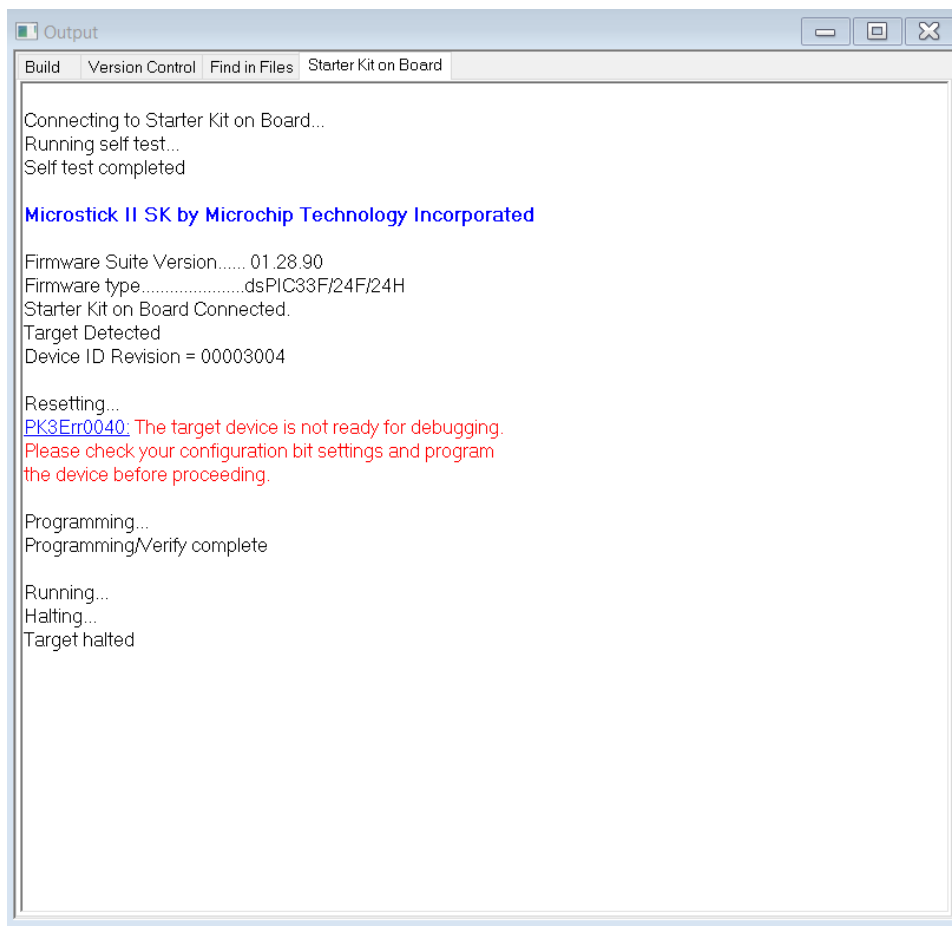 Output
Build Version Control Find in Files Starter Kit on Board
Connecting to Starter Kit on Board...
Running self test...
Self test completed
Microstick II SK by Microchip Technology Incorporated
Firmware Suite Version...... 01.28.90
Firmware type......................dsPIC33F/24F/24H
Starter Kit on Board Connected.
Target Detected
Device ID Revision = 00003004
Resetting...
PK3Err0040: The target device is not ready for debugging.
Please check your configuration bit settings and program
the device before proceeding.
Programming...
Programming/Verify complete
Running...
Halting...
Target halted